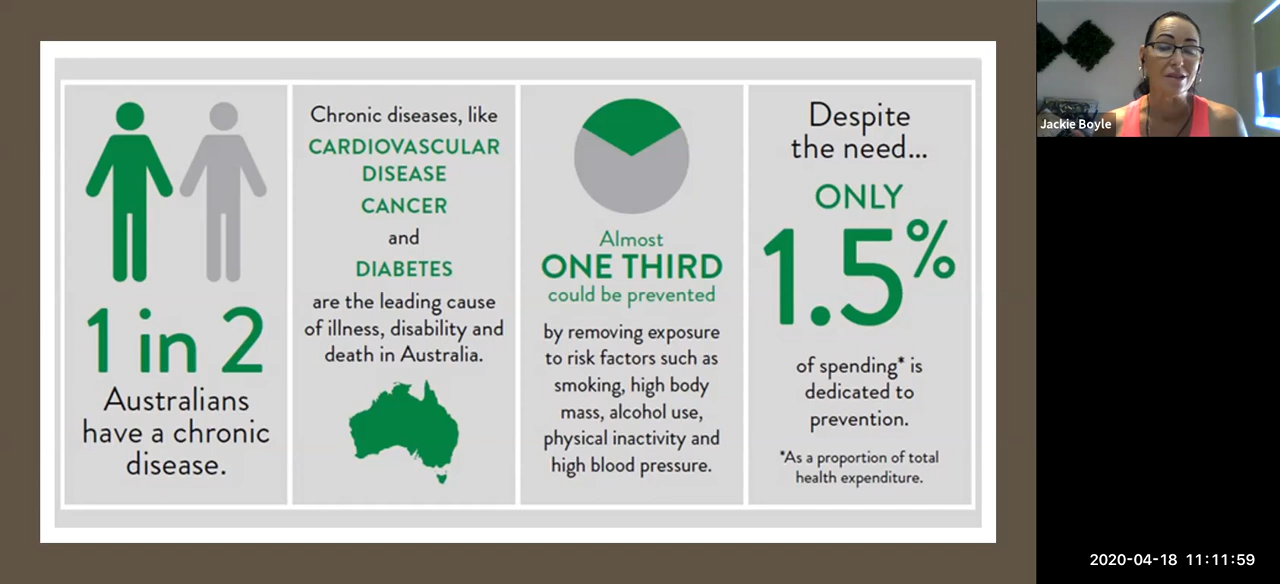 1 in 2
Australians
have a chronic
disease.
Chronic diseases, like
CARDIOVASCULAR
DISEASE
CANCER
and
DIABETES
are the leading cause
of illness, disability and
death in Australia.
Almost
ONE THIRD
could be prevented
by removing exposure
to risk factors such as
smoking, high body
mass, alcohol use,
physical inactivity and
high blood pressure.
Despite
the need...
ONLY
1.5%
of spending* is
dedicated to
prevention.
*As a proportion of total
health expenditure.
Jackie Boyle
2020-04-18 11:11:59